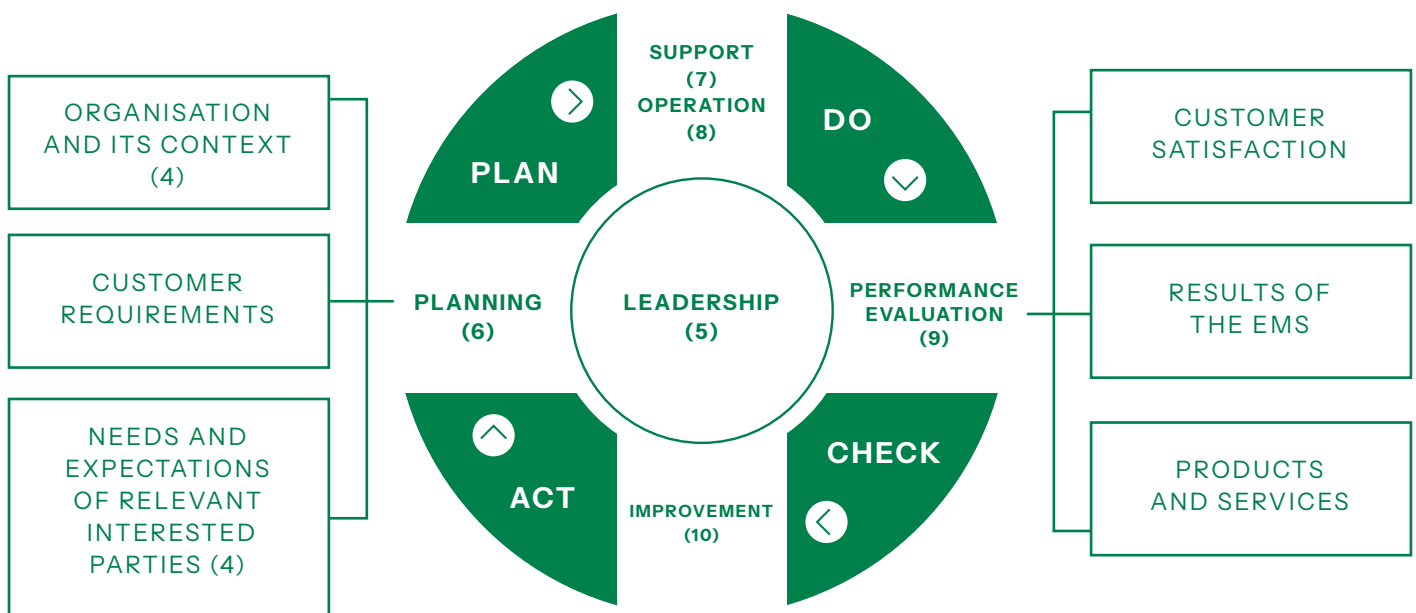 ORGANISATION
AND ITS CONTEXT
(4)
CUSTOMER
REQUIREMENTS
NEEDS AND
EXPECTATIONS
OF RELEVANT
INTERESTED
PARTIES (4)
PLAN
SUPPORT
(7)
OPERATION
(8)
DO
PLANNING
(6)
LEADERSHIP
(5)
PERFORMANCE
EVALUATION
(9)
ACT
IMPROVEMENT
(10)
CHECK
CUSTOMER
SATISFACTION
RESULTS OF
THE EMS
PRODUCTS
AND SERVICES